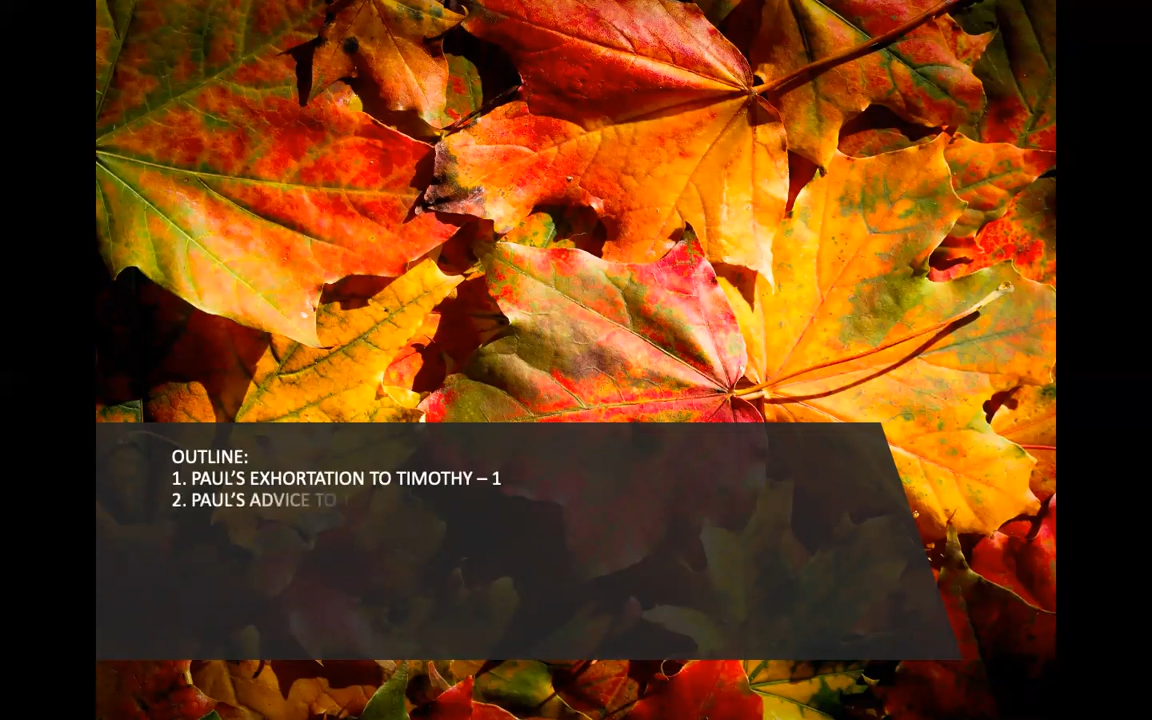 OUTLINE:
1. PAUL'S EXHORTATION TO TIMOTHY – 1
2. PAUL'S ADVICE TO